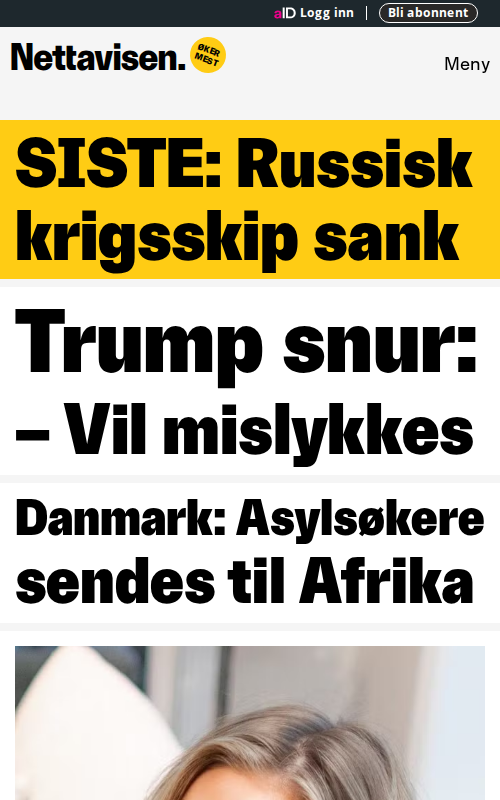 aID Logg inn
Bli abonnent
Nettavisen.
ØKER
MEST
Meny
SISTE: Russisk
krigsskip sank
Trump snur:
– Vil mislykkes
Danmark: Asylsøkere
sendes til Afrika